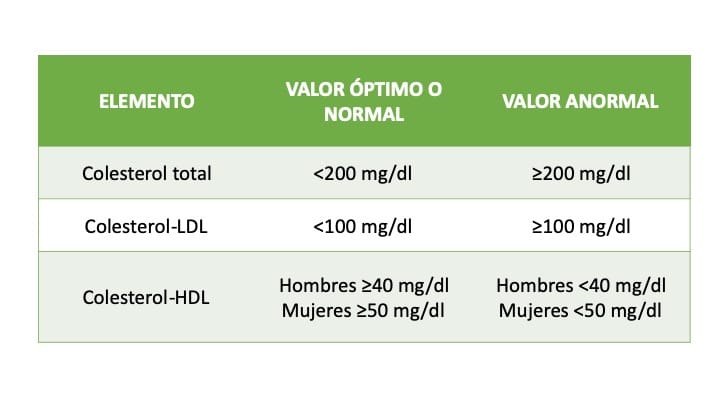 ELEMENTO
VALOR ÓPTIMO O
NORMAL
VALOR ANORMAL
Colesterol total
<200 mg/dl
≥200 mg/dl
Colesterol-LDL
<100 mg/dl
≥100 mg/dl
Colesterol-HDL
Hombres ≥40 mg/dl
Mujeres ≥50 mg/dl
Hombres <40 mg/dl
Mujeres <50 mg/dl